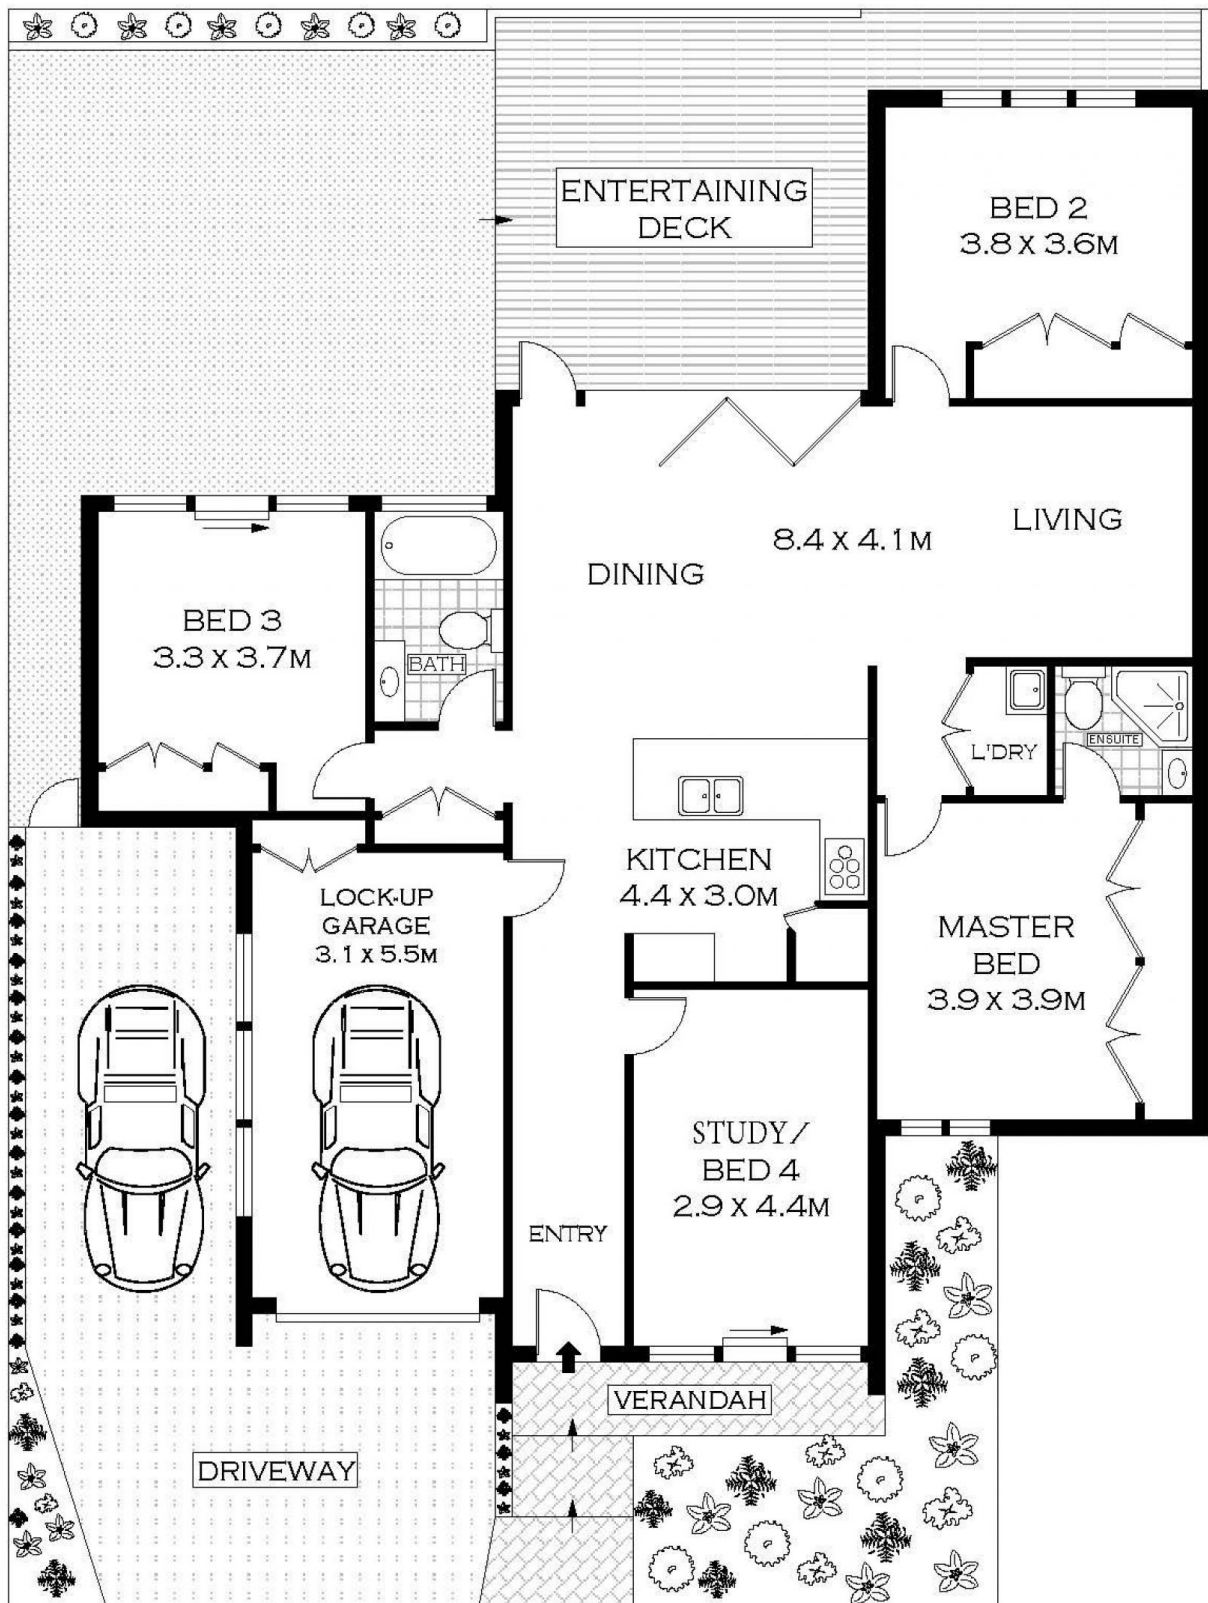 ENTERTAINING
DECK
BED 2
3.8 X 3.6M
LIVING
8.4 X 4.1M
DINING
BED 3
3.3 X 3.7M
BATH
L'DRY
ENSUITE
KITCHEN
4.4 X 3.0M
LOCK-UP
GARAGE
3.1 X 5.5M
MASTER
BED
3.9 X 3.9M
STUDY/
BED 4
2.9 X 4.4M
ENTRY
VERANDAH
DRIVEWAY